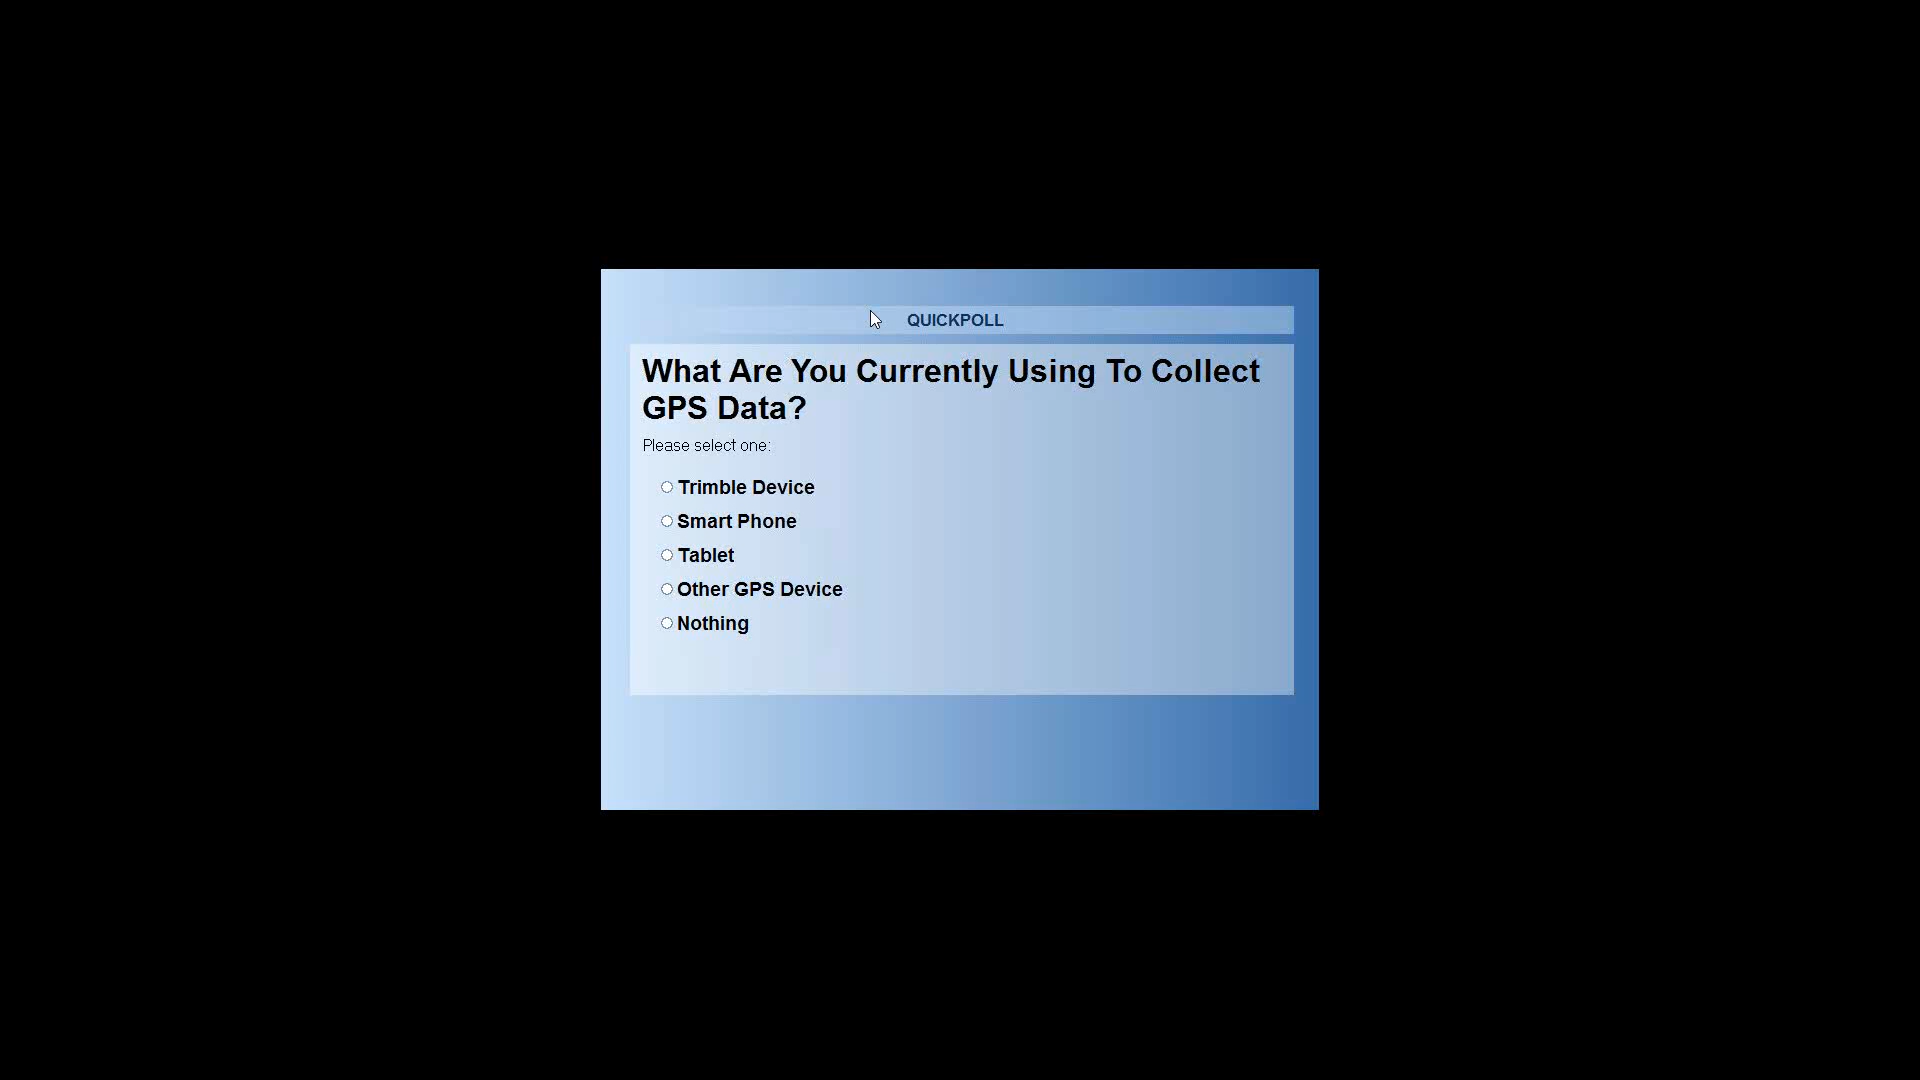 QUICKPOLL
What Are You Currently Using To Collect
GPS Data?
Please select one:
Trimble Device
Smart Phone
Tablet
Other GPS Device
Nothing